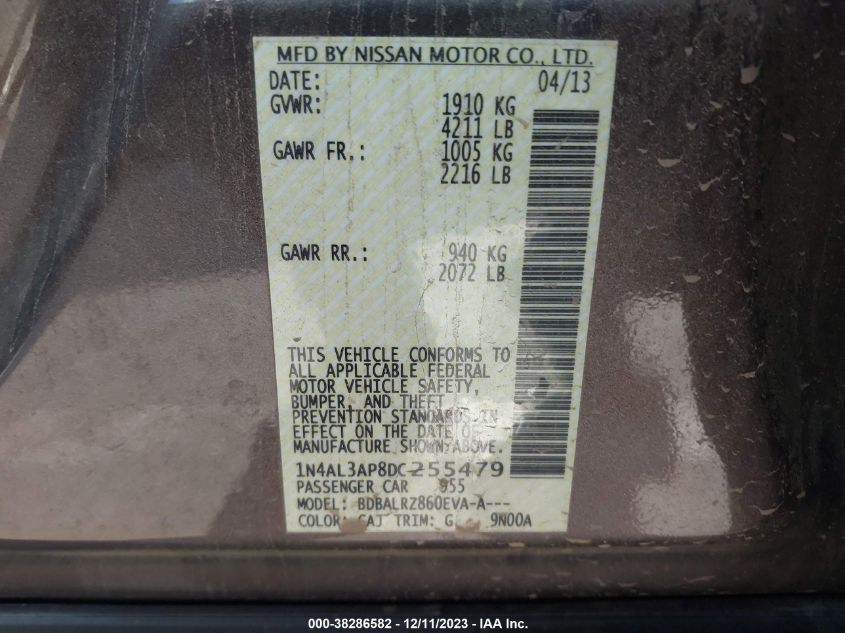 MFD BY NISSAN MOTOR CO., LTD.
DATE: 04/13
GVWR: 1910 KG
4211 LB
GAWR FR.: 1005 KG
2216 LB
GAWR RR.: 940 KG
2072 LB
THIS VEHICLE CONFORMS TO
ALL APPLICABLE FEDERAL
MOTOR VEHICLE SAFETY,
BUMPER, AND THEFT
PREVENTION STANDARDS IN
EFFECT ON THE DATE OF
MANUFACTURE SHOWN ABOVE.
1N4AL3AP8DC255479
PASSENGER CAR 955
MODEL: BDBALRZ860EVA-A---
COLOR: CAJ TRIM: G 9N00A
000-38286582 - 12/11/2023 - IAA Inc.